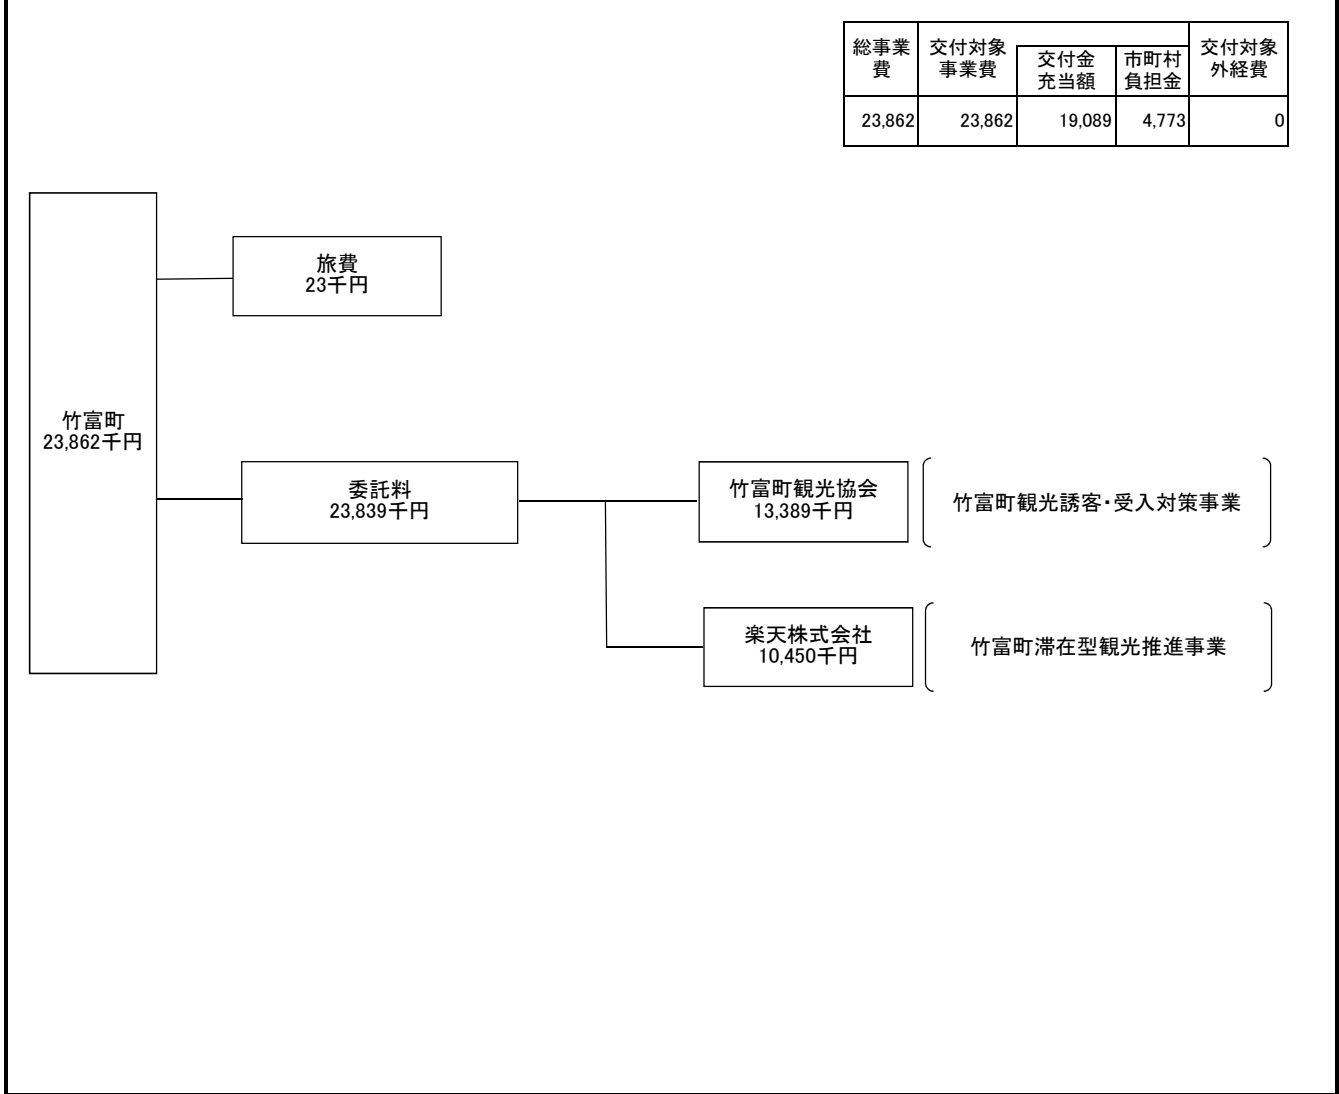 総事業
費
交付対象
事業費
交付金
充当額
市町村
負担金
交付対象
外経費
23,862
23,862
19,089
4,773
0
旅費
23千円
竹富町
23,862千円
委託料
23,839千円
竹富町観光協会
13,389千円
竹富町観光誘客・受入対策事業
楽天株式会社
10,450千円
竹富町滞在型観光推進事業